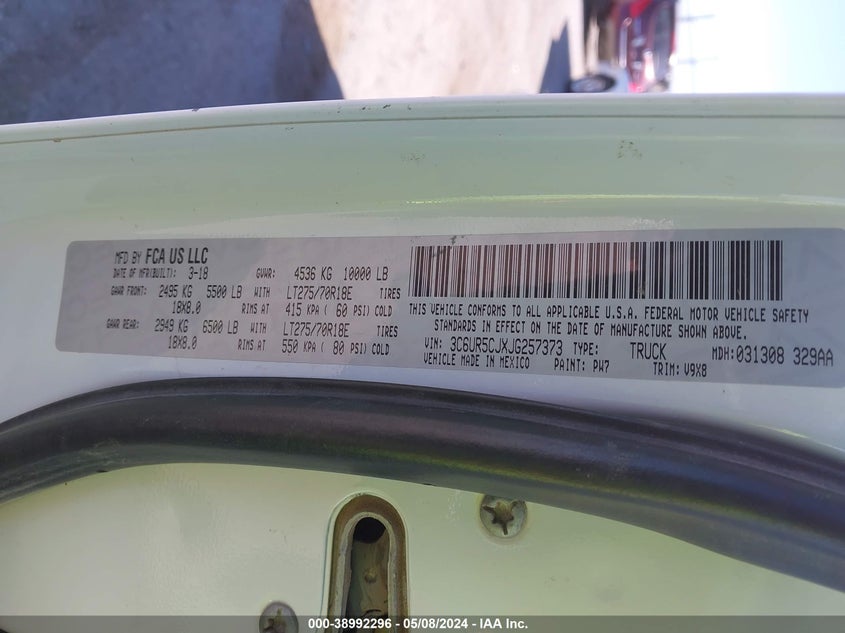 MFD BY FCA US LLC
DATE OF MFR(BUILT): 3-18 GVWR: 4536 KG 10000 LB
GAWR FRONT: 2495 KG 5500 LB WITH LT275/70R18E TIRES
18X8.0 RIMS AT 415 KPA ( 60 PSI) COLD
GAWR REAR: 2949 KG 6500 LB WITH LT275/70R18E TIRES
18X8.0 RIMS AT 550 KPA ( 80 PSI) COLD
THIS VEHICLE CONFORMS TO ALL APPLICABLE U.S.A. FEDERAL MOTOR VEHICLE SAFETY
STANDARDS IN EFFECT ON THE DATE OF MANUFACTURE SHOWN ABOVE.
VIN: 3C6UR5CJXJG257373 TYPE: TRUCK MDH: 031308 329AA
VEHICLE MADE IN MEXICO PAINT: PW7 TRIM: V9X8
000-38992296 - 05/08/2024 - IAA Inc.